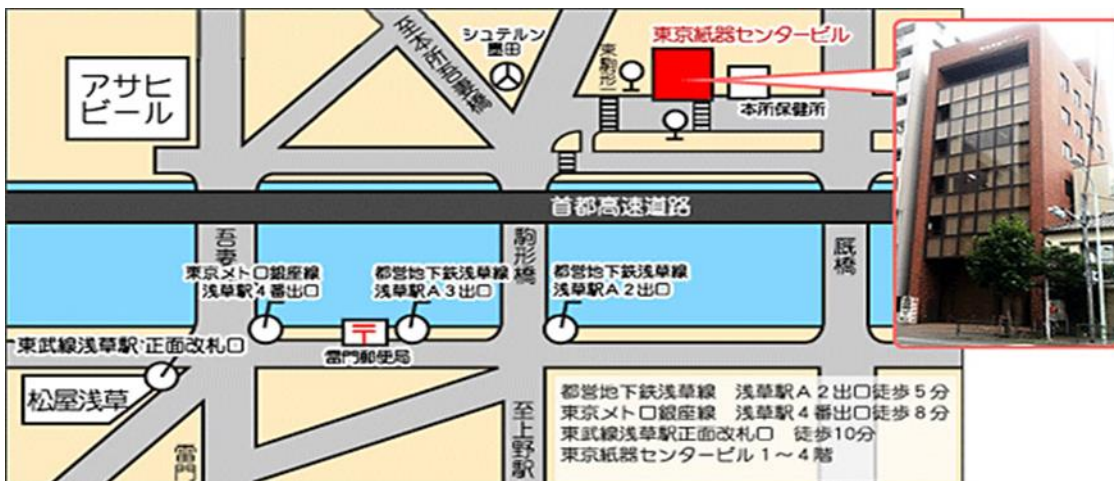 至本所吾妻橋
シュテルン
墨田
東駒形一
東京紙器センタービル
アサヒ
ビール
本所保健所
首都高速道路
吾妻
駒形橋
厩橋
東京メトロ銀座線
浅草駅４番出口
都営地下鉄浅草線
浅草駅Ａ３出口
都営地下鉄浅草線
浅草駅Ａ２出口
東武線浅草駅 正面改札口
雷門郵便局
松屋浅草
雷門
至上野駅
都営地下鉄浅草線　浅草駅Ａ２出口徒歩５分
東京メトロ銀座線　浅草駅４番出口徒歩８分
東武線浅草駅正面改札口　徒歩10分
東京紙器センタービル１～４階